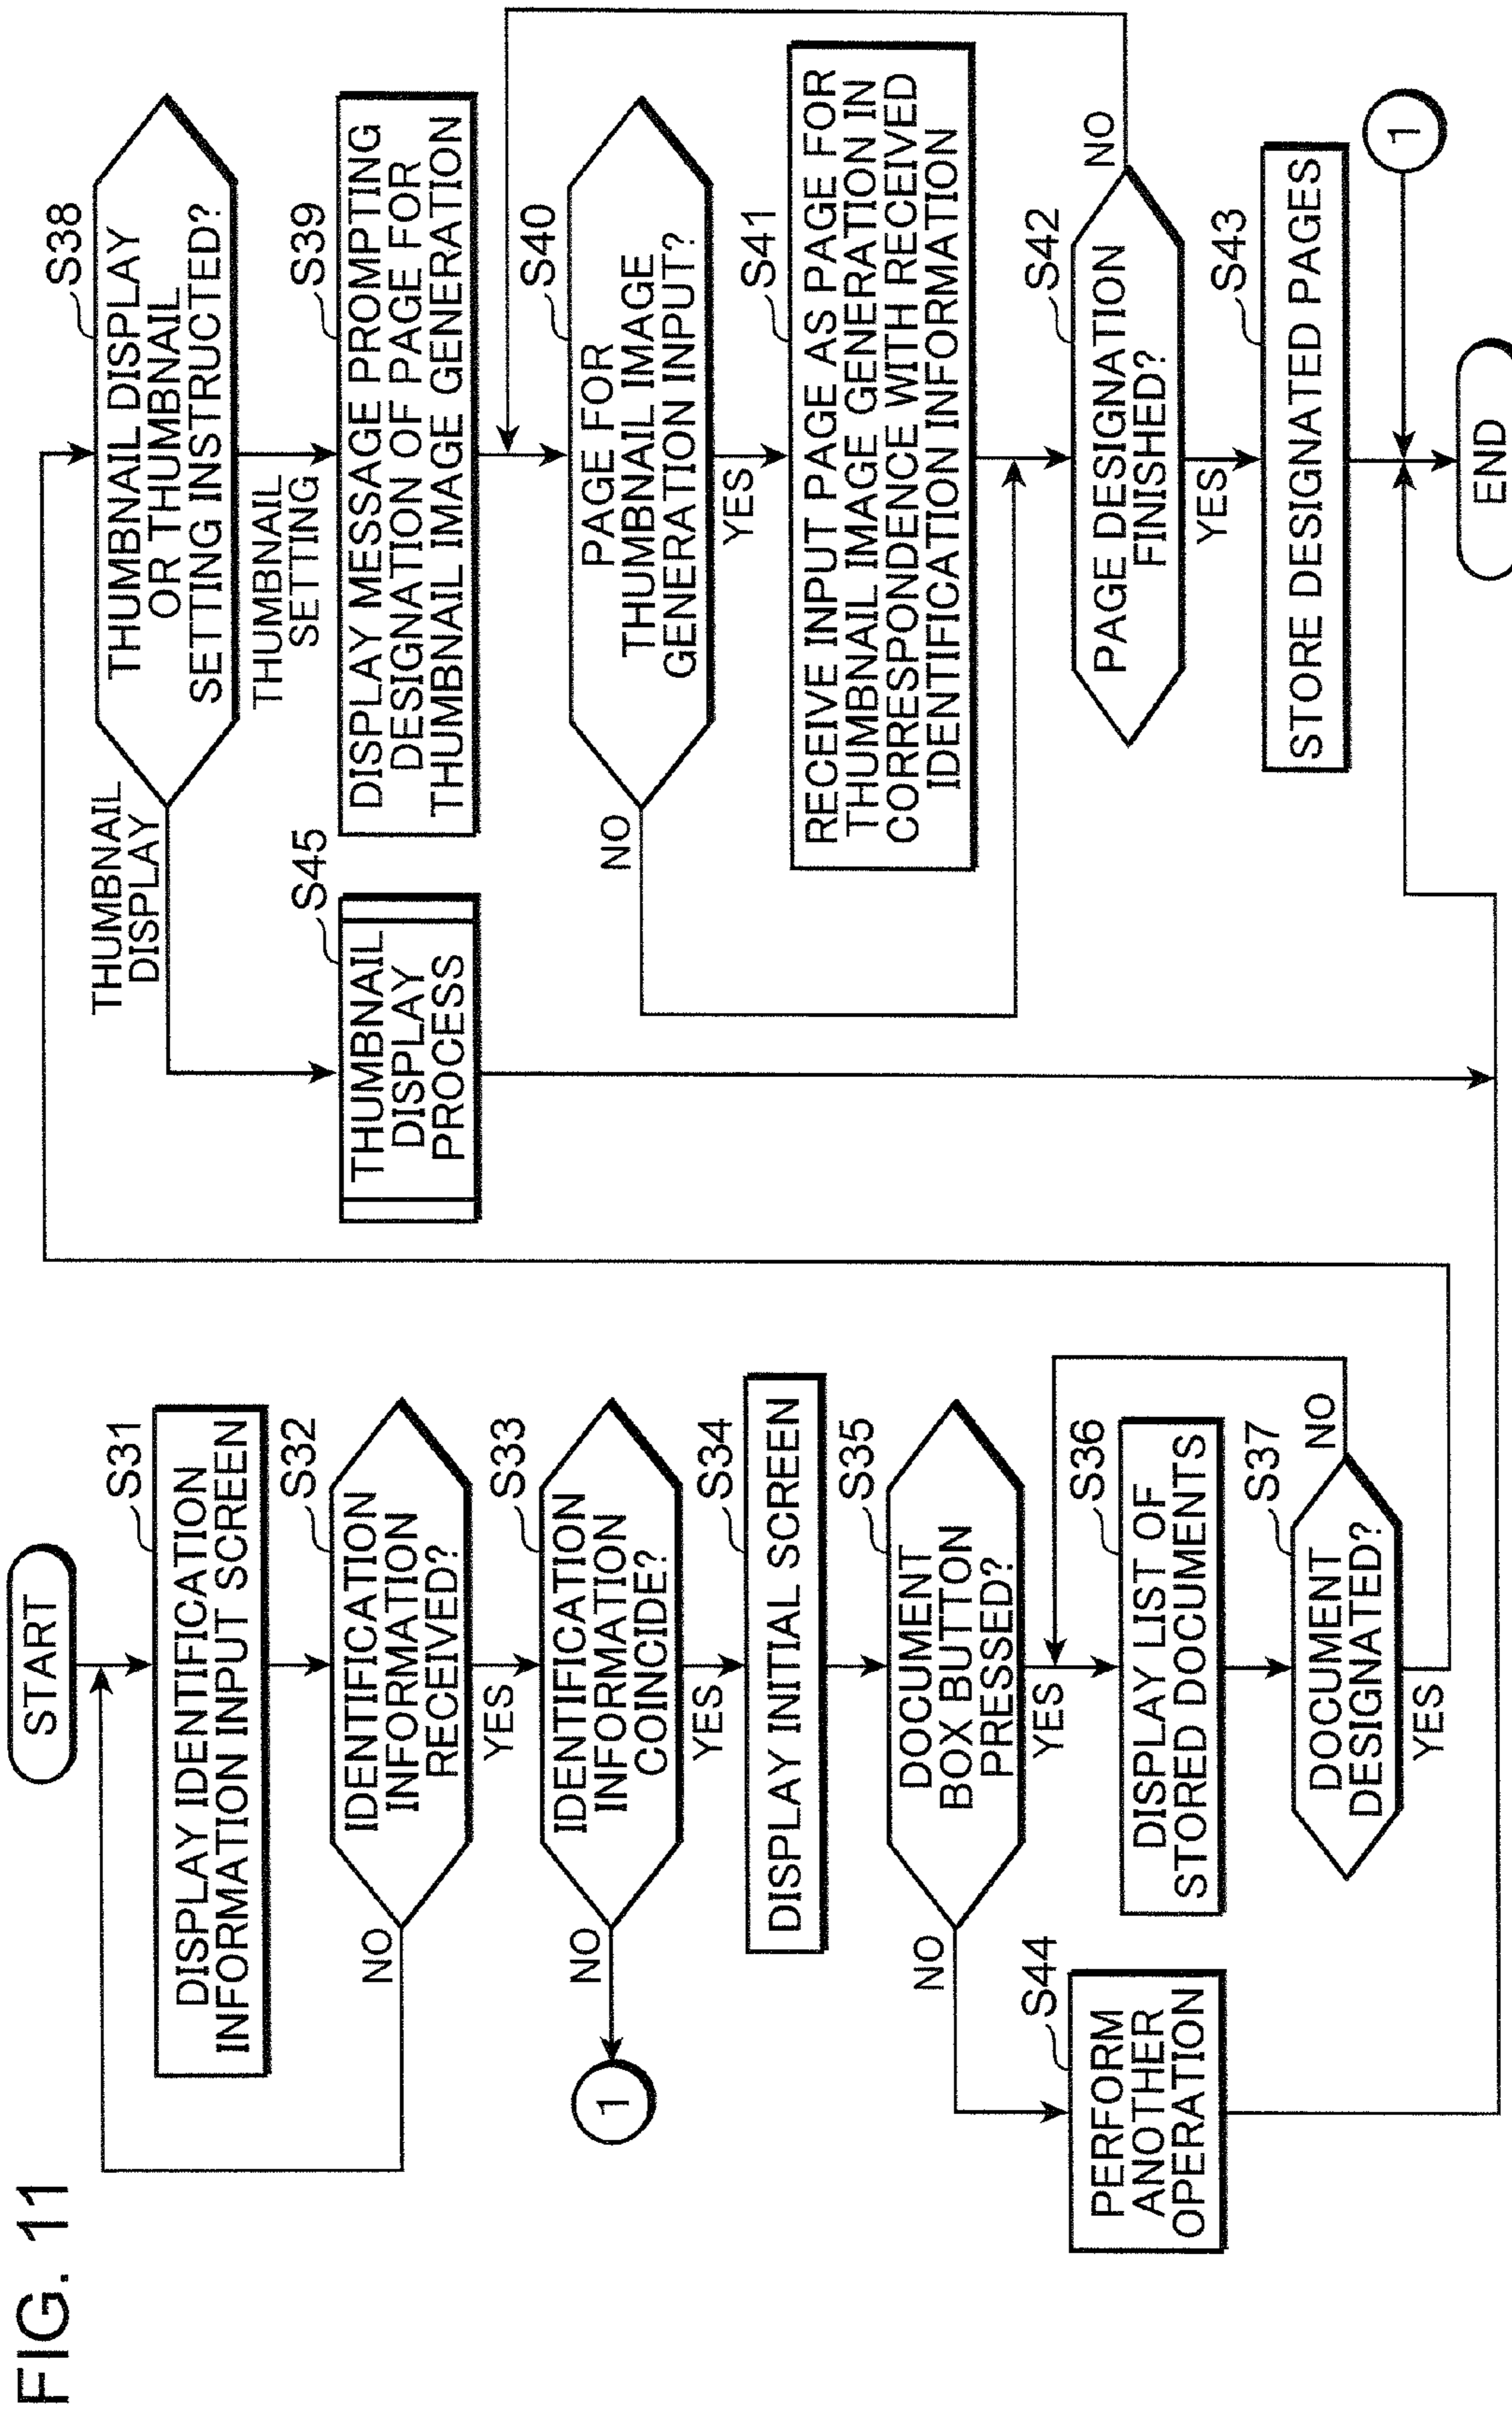 FIG. 11
START
S31
DISPLAY IDENTIFICATION
INFORMATION INPUT SCREEN
S32
IDENTIFICATION
INFORMATION
RECEIVED?
NO
YES
S33
IDENTIFICATION
INFORMATION
COINCIDE?
NO
1
YES
S34
DISPLAY INITIAL SCREEN
S35
DOCUMENT
BOX BUTTON
PRESSED?
NO
YES
S44
PERFORM
ANOTHER
OPERATION
S36
DISPLAY LIST OF
STORED DOCUMENTS
S37
DOCUMENT
DESIGNATED?
NO
YES
S38
THUMBNAIL DISPLAY
OR THUMBNAIL
SETTING INSTRUCTED?
THUMBNAIL
DISPLAY
THUMBNAIL
SETTING
S45
THUMBNAIL
DISPLAY
PROCESS
S39
DISPLAY MESSAGE PROMPTING
DESIGNATION OF PAGE FOR
THUMBNAIL IMAGE GENERATION
S40
PAGE FOR
THUMBNAIL IMAGE
GENERATION INPUT?
NO
YES
S41
RECEIVE INPUT PAGE AS PAGE FOR
THUMBNAIL IMAGE GENERATION IN
CORRESPONDENCE WITH RECEIVED
IDENTIFICATION INFORMATION
S42
PAGE DESIGNATION
FINISHED?
NO
YES
S43
STORE DESIGNATED PAGES
1
END